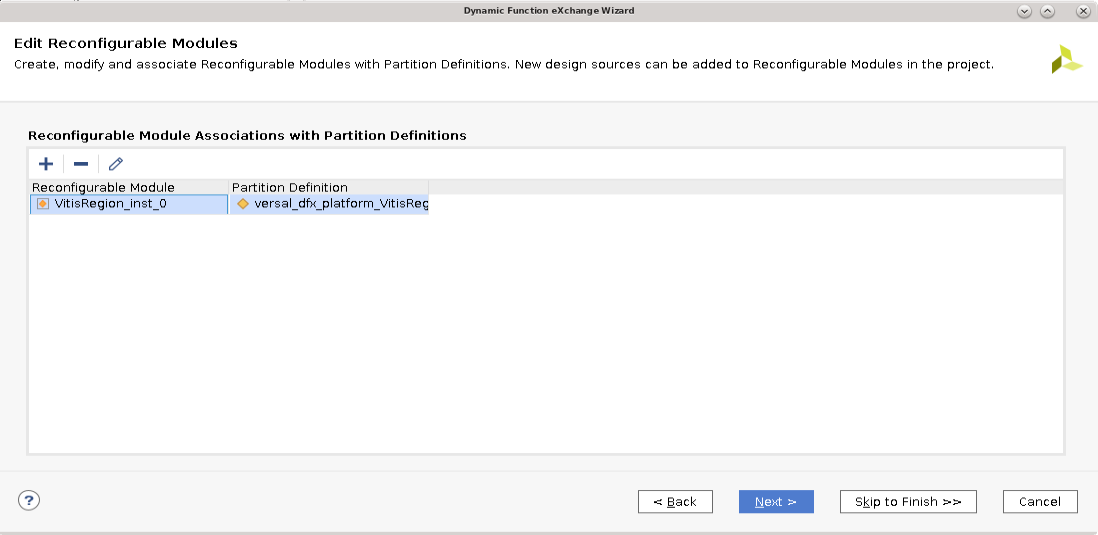 Dynamic Function eXchange Wizard
Edit Reconfigurable Modules
Create, modify and associate Reconfigurable Modules with Partition Definitions. New design sources can be added to Reconfigurable Modules in the project.
Reconfigurable Module Associations with Partition Definitions
Reconfigurable Module Partition Definition
VitisRegion_inst_0 versal_dfx_platform_VitisReg
? < Back Next > Skip to Finish >> Cancel